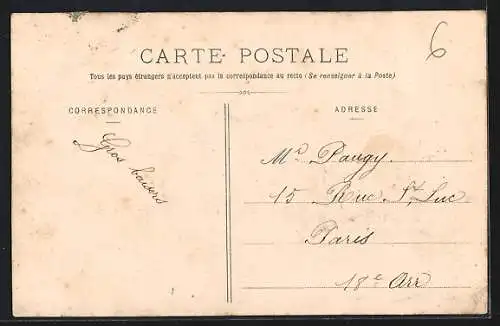 6
CARTE POSTALE
Tous les pays étrangers n'acceptent pas la correspondance au recto (Se renseigner à la Poste)
CORRESPONDANCE
Gros baisers
ADRESSE
Mr Paugy
15 Rue St Luc
Paris
18e Arr